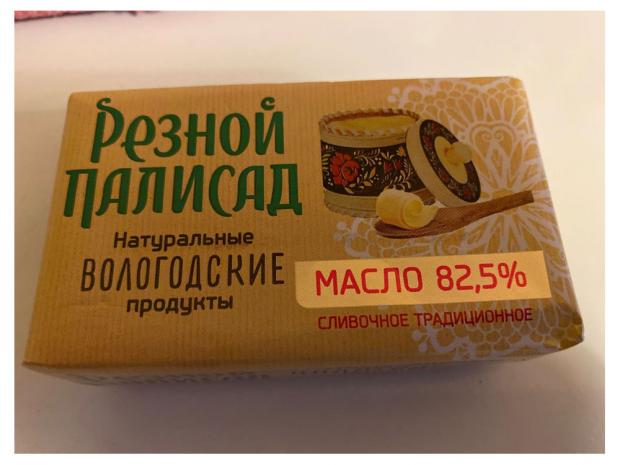 Резной
палисад
Натуральные
ВОЛОГОДСКИЕ
продукты
МАСЛО 82,5%
СЛИВОЧНОЕ ТРАДИЦИОННОЕ